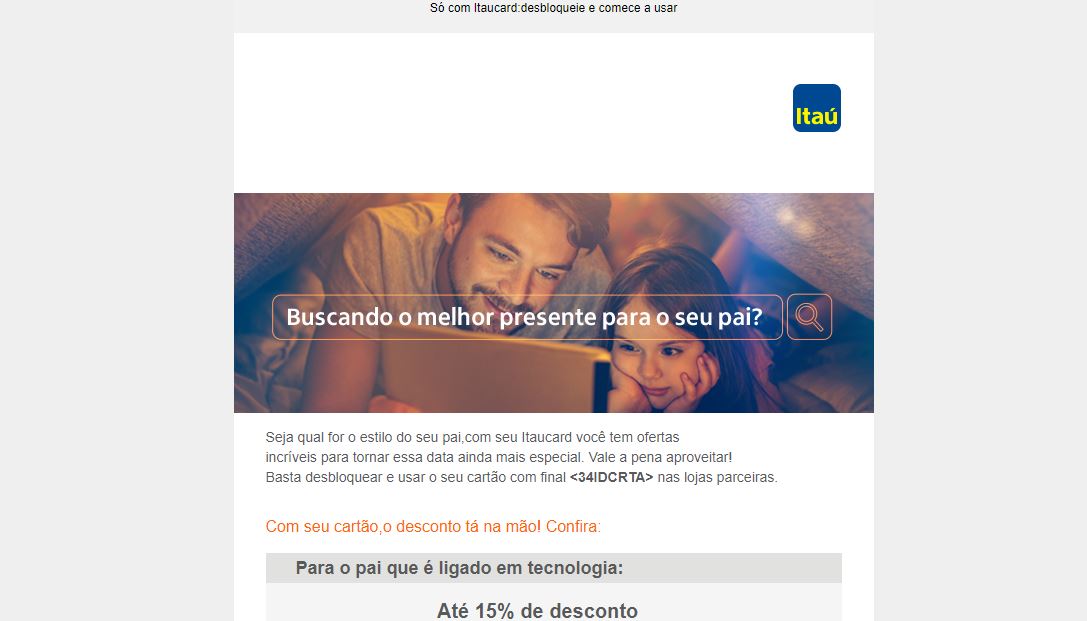 Só com Itaucard:desbloqueie e comece a usar
Itaú
Buscando o melhor presente para o seu pai?
Seja qual for o estilo do seu pai,com seu Itaucard você tem ofertas
incríveis para tornar essa data ainda mais especial. Vale a pena aproveitar!
Basta desbloquear e usar o seu cartão com final <34IDCRTA> nas lojas parceiras.
Com seu cartão,o desconto tá na mão! Confira:
Para o pai que é ligado em tecnologia:
Até 15% de desconto